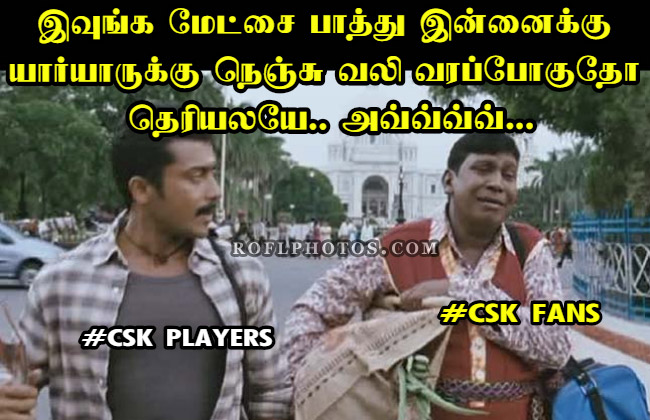 இவுங்க மேட்சை பாத்து இன்னைக்கு
யார்யாருக்கு நெஞ்சு வலி வரப்போகுதோ
தெரியலயே.. அவ்வ்வ்வ்...
ROFLPHOTOS.COM
#CSK FANS
#CSK PLAYERS